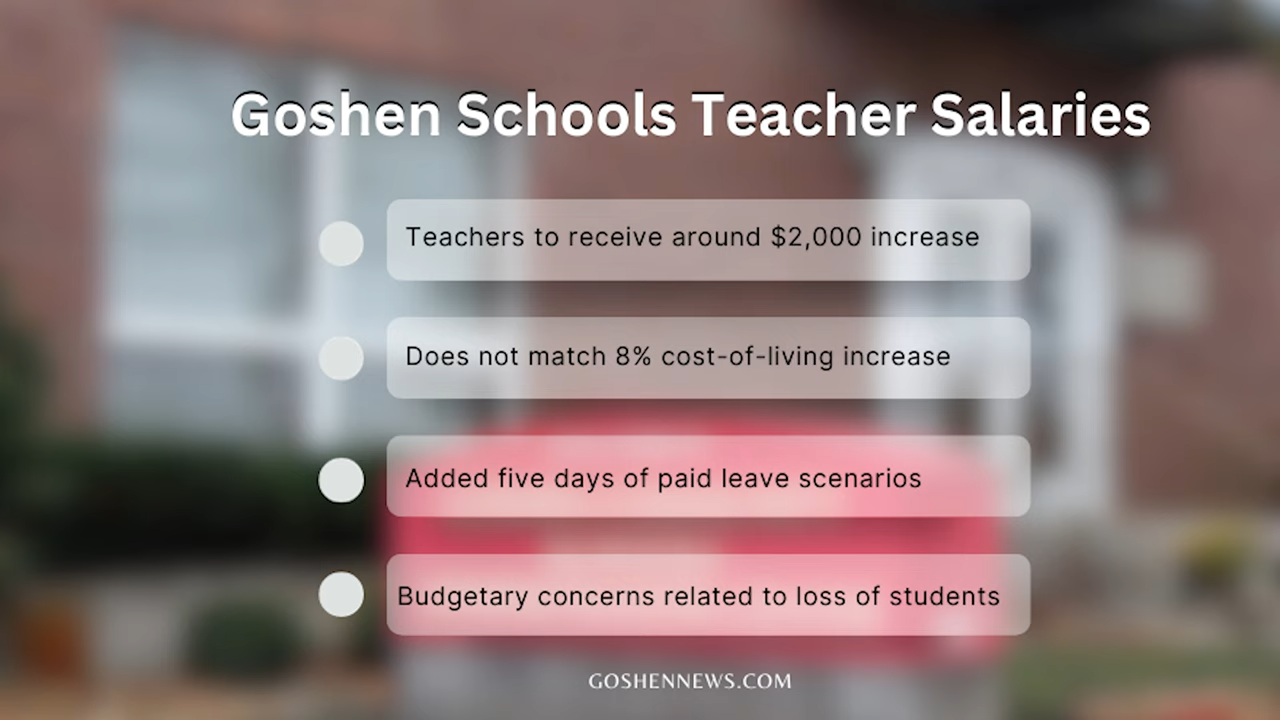 Goshen Schools Teacher Salaries
Teachers to receive around $2,000 increase
Does not match 8% cost-of-living increase
Added five days of paid leave scenarios
Budgetary concerns related to loss of students
GOSHENNEWS.COM